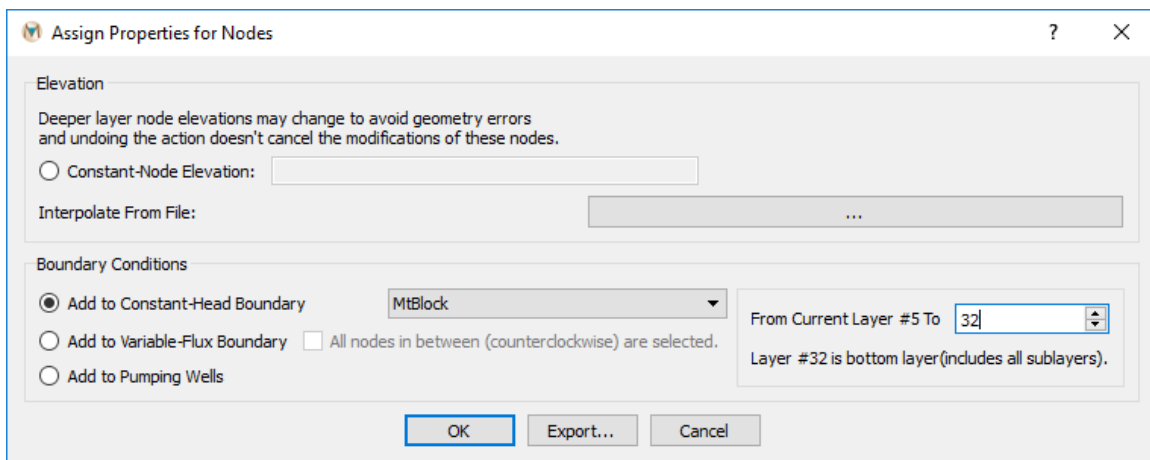 Assign Properties for Nodes
?
Elevation
Deeper layer node elevations may change to avoid geometry errors
and undoing the action doesn't cancel the modifications of these nodes.
Constant-Node Elevation:
Interpolate From File:
...
Boundary Conditions
Add to Constant-Head Boundary
MtBlock
Add to Variable-Flux Boundary
All nodes in between (counterclockwise) are selected.
Add to Pumping Wells
From Current Layer #5 To
32
Layer #32 is bottom layer(includes all sublayers).
OK
Export...
Cancel